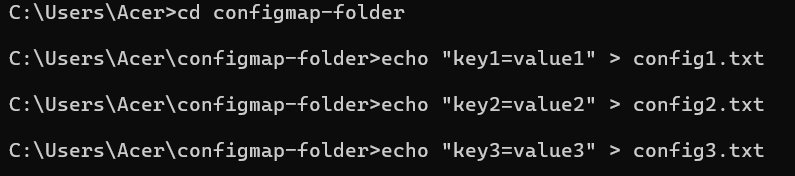 C:\Users\Acer>cd configmap-folder
C:\Users\Acer\configmap-folder>echo "key1=value1" > config1.txt
C:\Users\Acer\configmap-folder>echo "key2=value2" > config2.txt
C:\Users\Acer\configmap-folder>echo "key3=value3" > config3.txt